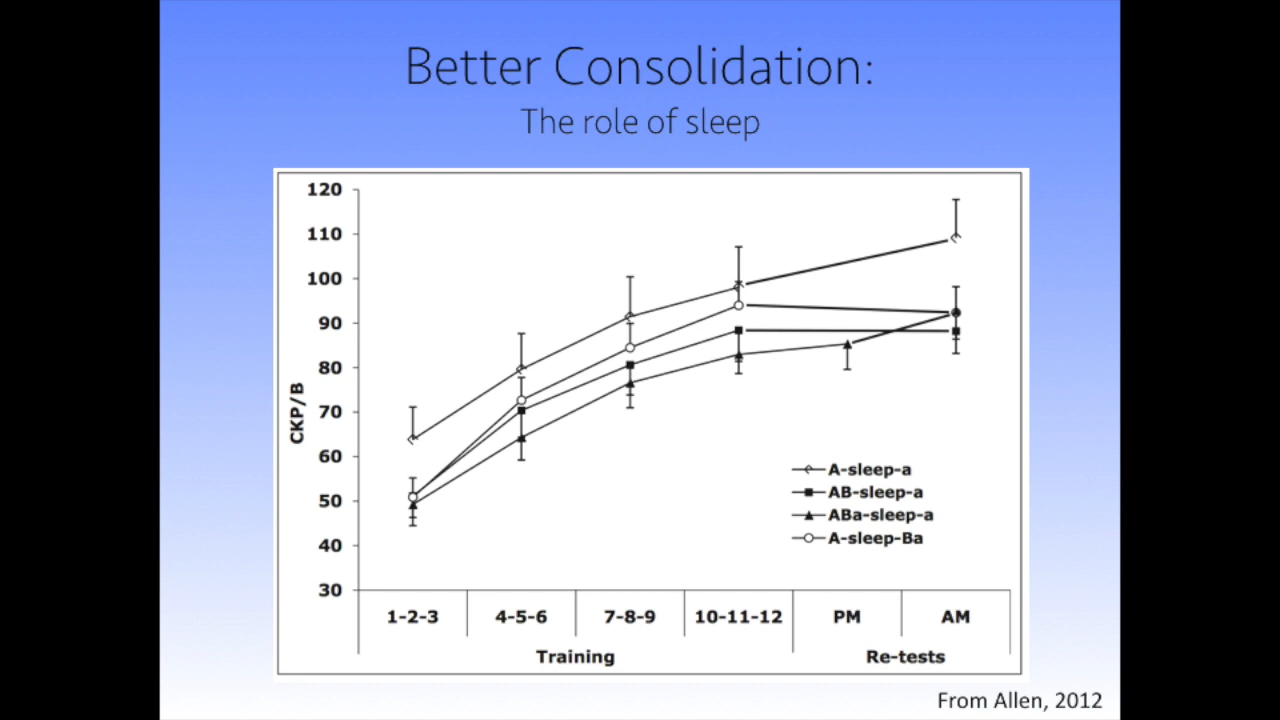 Better Consolidation:
The role of sleep
120
110
100
90
80
70
60
50
40
30
CKP/B
A-sleep-a
AB-sleep-a
ABa-sleep-a
A-sleep-Ba
1-2-3 4-5-6 7-8-9 10-11-12 PM AM
Training Re-tests
From Allen, 2012